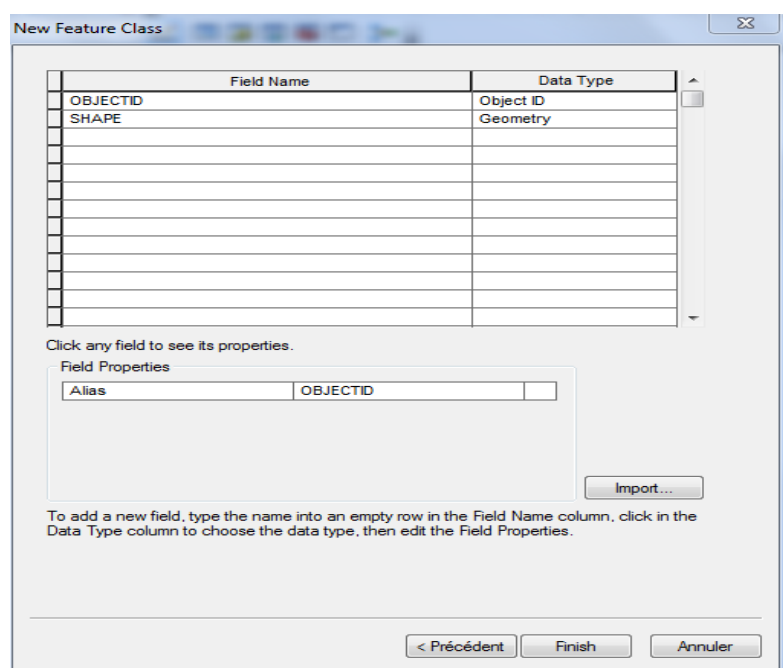 New Feature Class
Field Name Data Type
OBJECTID Object ID
SHAPE Geometry
Click any field to see its properties.
Field Properties
Alias OBJECTID
Import...
To add a new field, type the name into an empty row in the Field Name column, click in the
Data Type column to choose the data type, then edit the Field Properties.
< Précédent Finish Annuler